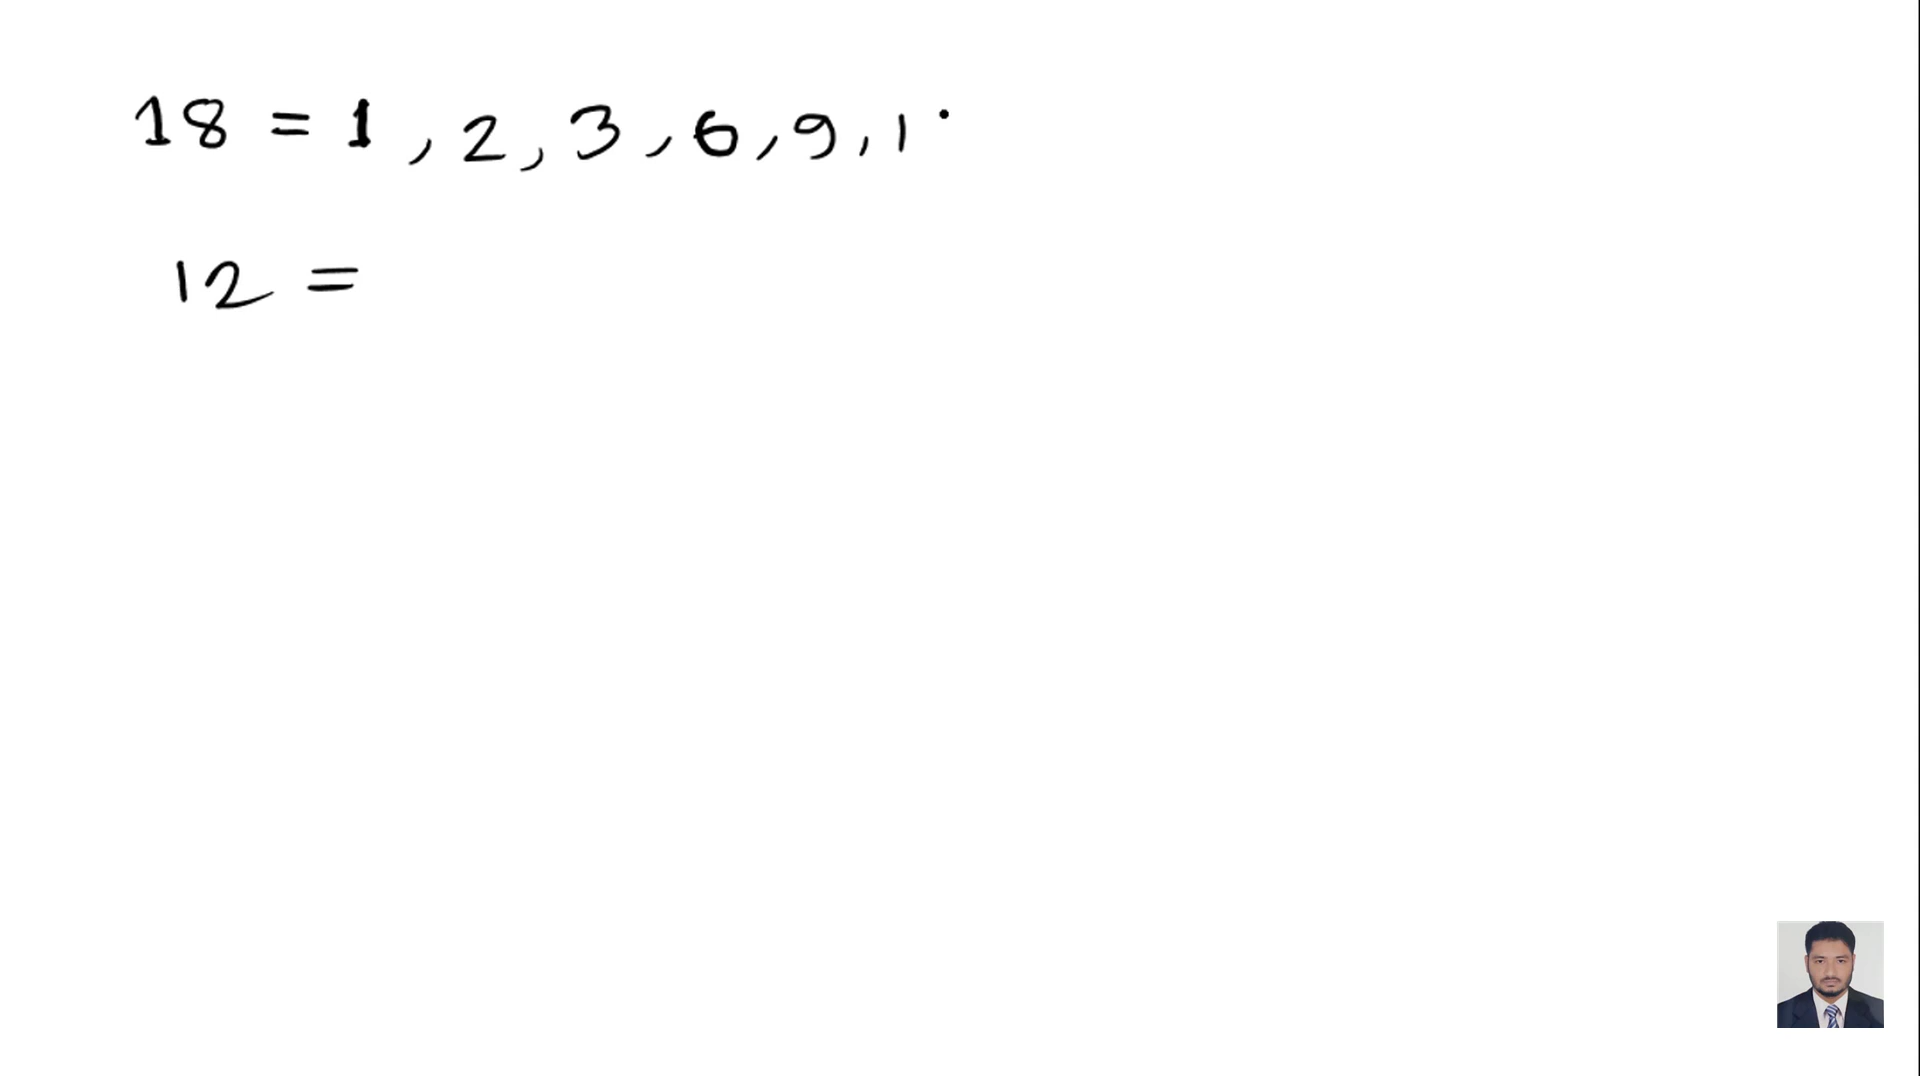 18 = 1 , 2 , 3 , 6 , 9 , 1
12 =